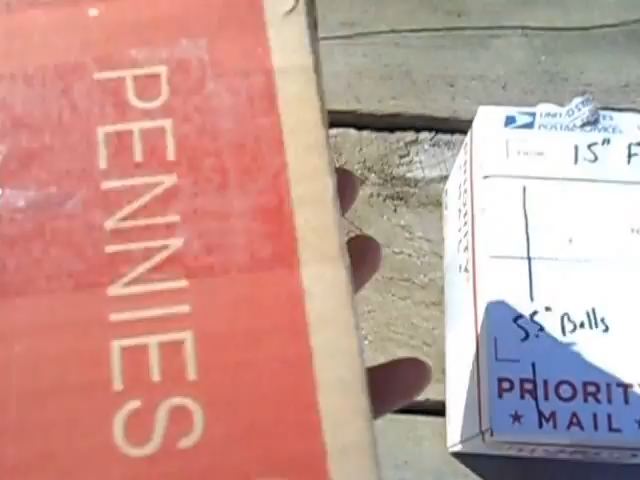 PENNIES
UNITED STATES
POSTAL SERVICE
15" F
55" Balls
PRIORITY
MAIL